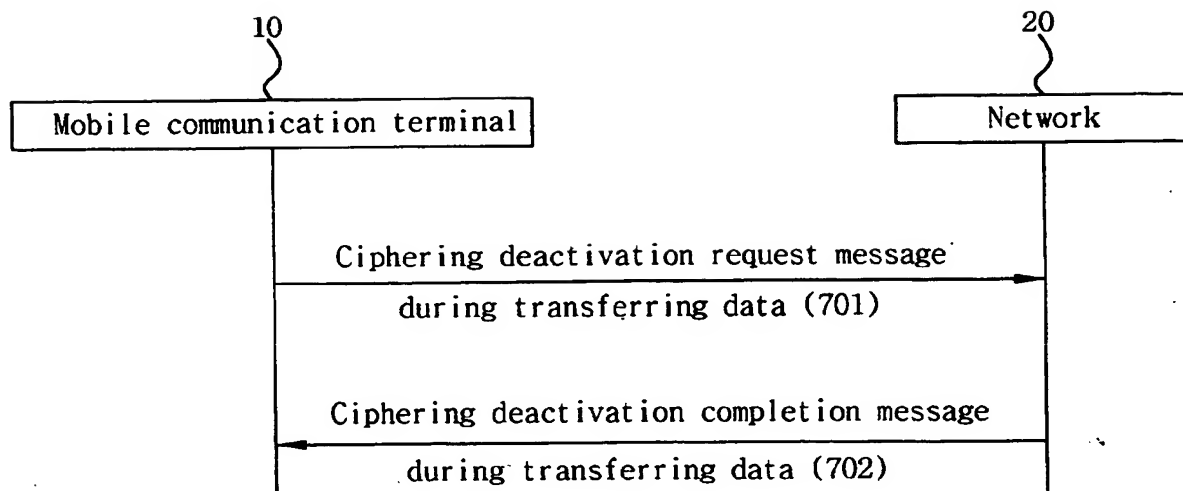 10
20
Mobile communication terminal
Network
Ciphering deactivation request message
during transferring data (701)
Ciphering deactivation completion message
during transferring data (702)